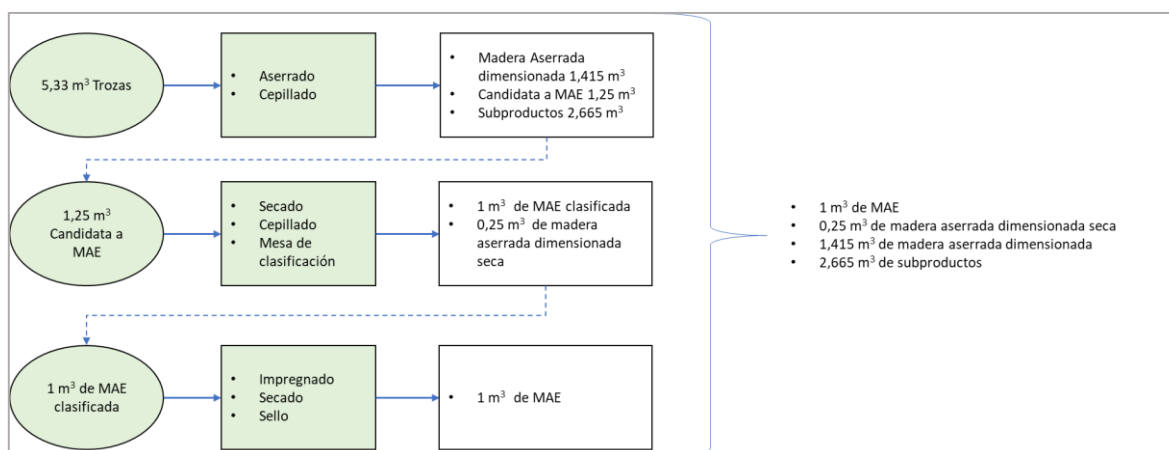 5,33 m³ Trozas
• Aserrado
• Cepillado
• Madera Aserrada
dimensionada 1,415 m³
• Candidata a MAE 1,25 m³
• Subproductos 2,665 m³
1,25 m³
Candidata a
MAE
• Secado
• Cepillado
• Mesa de
clasificación
• 1 m³ de MAE clasificada
• 0,25 m³ de madera
aserrada dimensionada
seca
1 m³ de MAE
clasificada
• Impregnado
• Secado
• Sello
• 1 m³ de MAE
• 1 m³ de MAE
• 0,25 m³ de madera aserrada dimensionada seca
• 1,415 m³ de madera aserrada dimensionada
• 2,665 m³ de subproductos